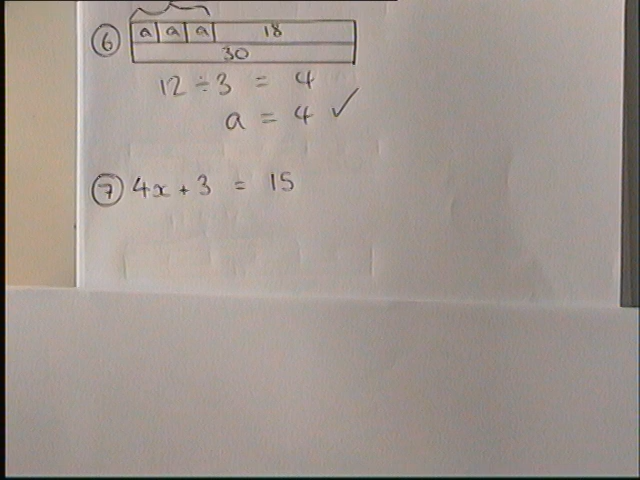 ⑥ a a a 18
30
12 ÷ 3 = 4
a = 4 ✓
⑦ 4x + 3 = 15